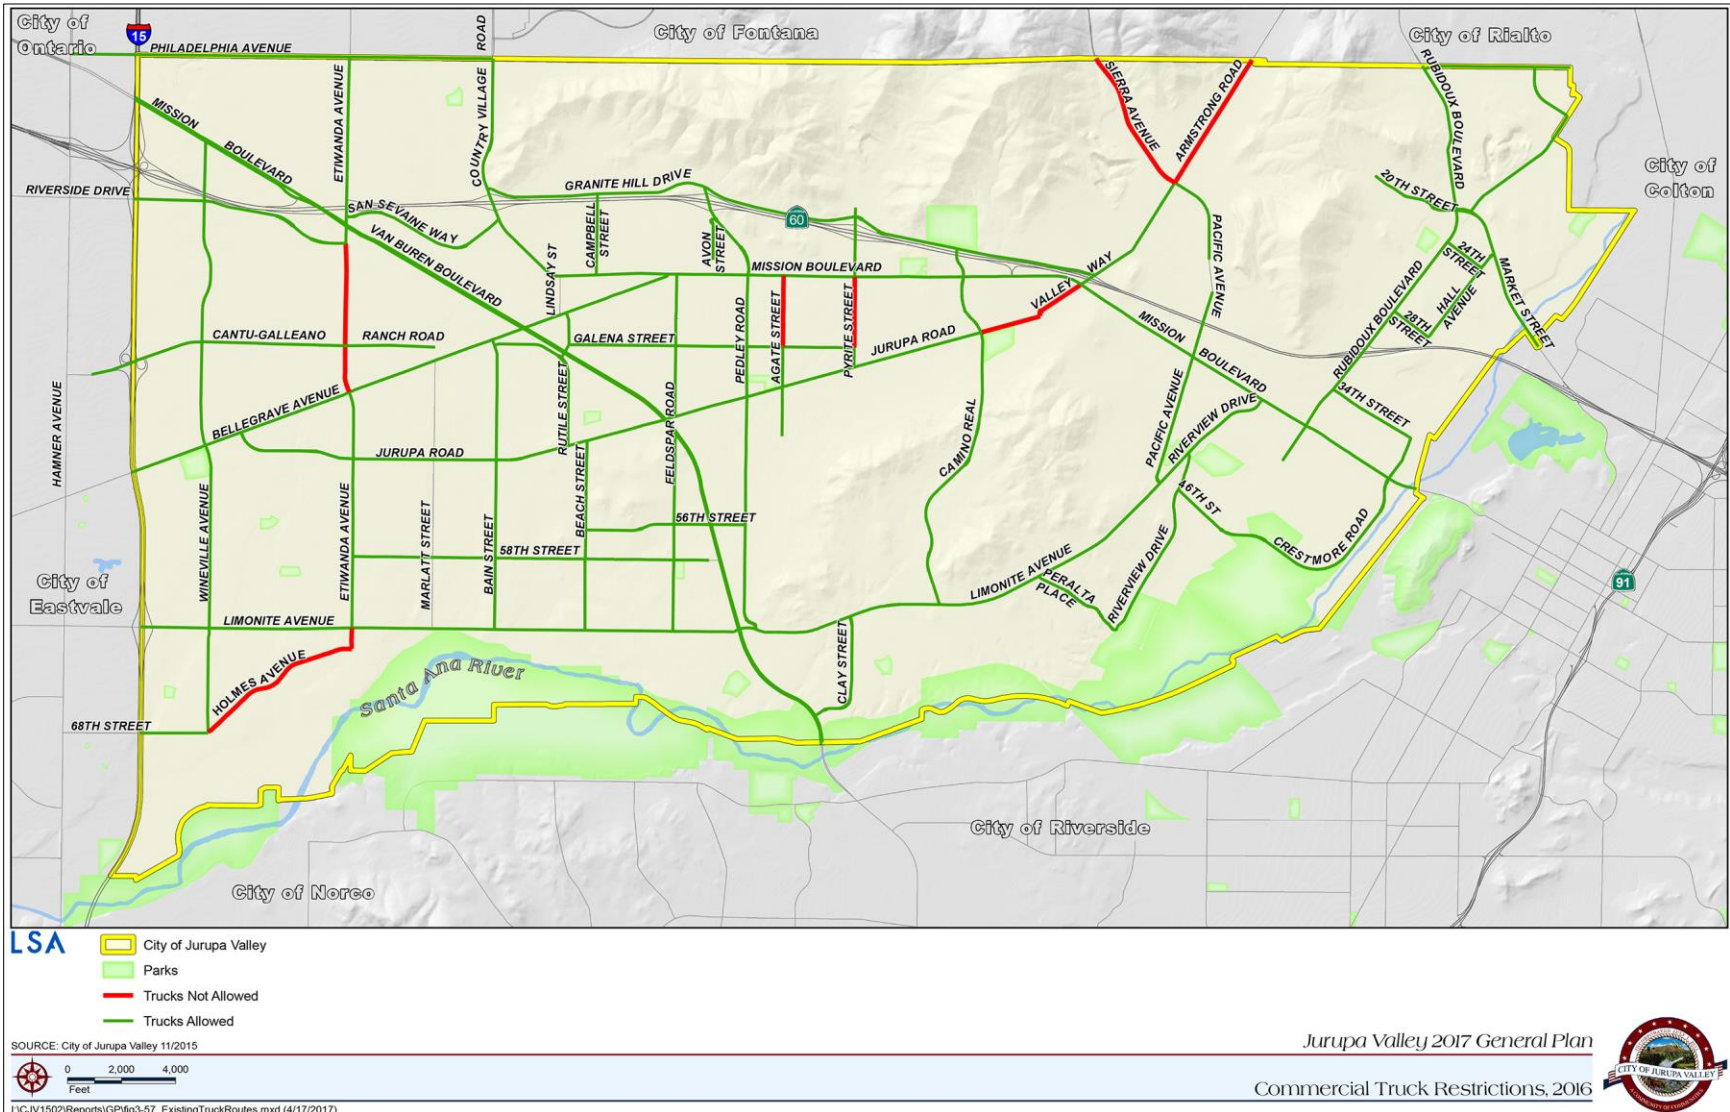 City of
Ontario
15
PHILADELPHIA AVENUE
ROAD
City of Fontana
City of Rialto
City of
Colton
MISSION
BOULEVARD
ETIWANDA AVENUE
COUNTRY VILLAGE
SIERRA AVENUE
ARMSTRONG ROAD
RUBIDOUX BOULEVARD
RIVERSIDE DRIVE
SAN SEVAINE WAY
GRANITE HILL DRIVE
60
20TH STREET
VAN BUREN BOULEVARD
LINDSAY ST
CAMPBELL
STREET
AVON
STREET
MISSION BOULEVARD
VALLEY
WAY
PACIFIC AVENUE
24TH
STREET
HALL
AVENUE
28TH
STREET
MARKET STREET
RUBIDOUX BOULEVARD
CANTU-GALLEANO
RANCH ROAD
GALENA STREET
PEDLEY ROAD
AGATE STREET
PYRITE STREET
JURUPA ROAD
MISSION
BOULEVARD
34TH STREET
HAMNER AVENUE
BELLEGRAVE AVENUE
JURUPA ROAD
RUTILE STREET
BEACH STREET
FELDSPAR ROAD
CAMINO REAL
PACIFIC AVENUE
RIVERVIEW DRIVE
46TH ST
CRESTMORE ROAD
WINEVILLE AVENUE
ETIWANDA AVENUE
MARLATT STREET
BAIN STREET
56TH STREET
58TH STREET
LIMONITE AVENUE
PERALTA
PLACE
RIVERVIEW DRIVE
91
City of
Eastvale
LIMONITE AVENUE
HOLMES AVENUE
Santa Ana River
CLAY STREET
68TH STREET
City of Riverside
City of Norco
LSA
City of Jurupa Valley
Parks
Trucks Not Allowed
Trucks Allowed
SOURCE: City of Jurupa Valley 11/2015
Jurupa Valley 2017 General Plan
0 2,000 4,000
Feet
Commercial Truck Restrictions, 2016
CITY OF JURUPA VALLEY
I:\CJV1502\Reports\GP\fig3-57_ExistingTruckRoutes.mxd (4/17/2017)